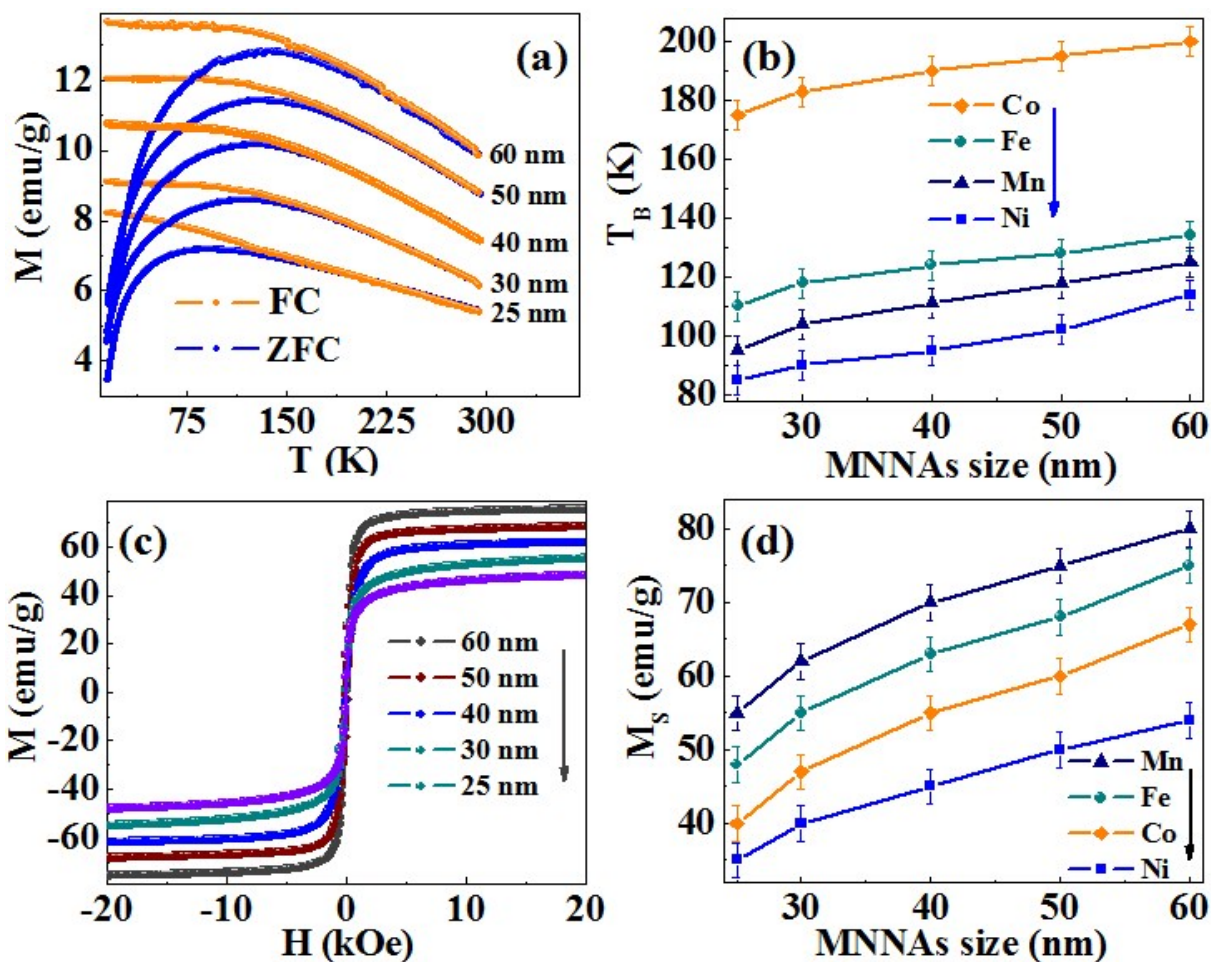 (a)
M (emu/g)
12
10
8
6
4
60 nm
50 nm
40 nm
30 nm
25 nm
FC
ZFC
75 150 225 300
T (K)
(b)
T_B (K)
200
180
160
140
120
100
80
Co
Fe
Mn
Ni
30 40 50 60
MNNAs size (nm)
(c)
M (emu/g)
60
40
20
0
-20
-40
-60
60 nm
50 nm
40 nm
30 nm
25 nm
-20 -10 0 10 20
H (kOe)
(d)
M_S (emu/g)
80
70
60
50
40
Mn
Fe
Co
Ni
30 40 50 60
MNNAs size (nm)